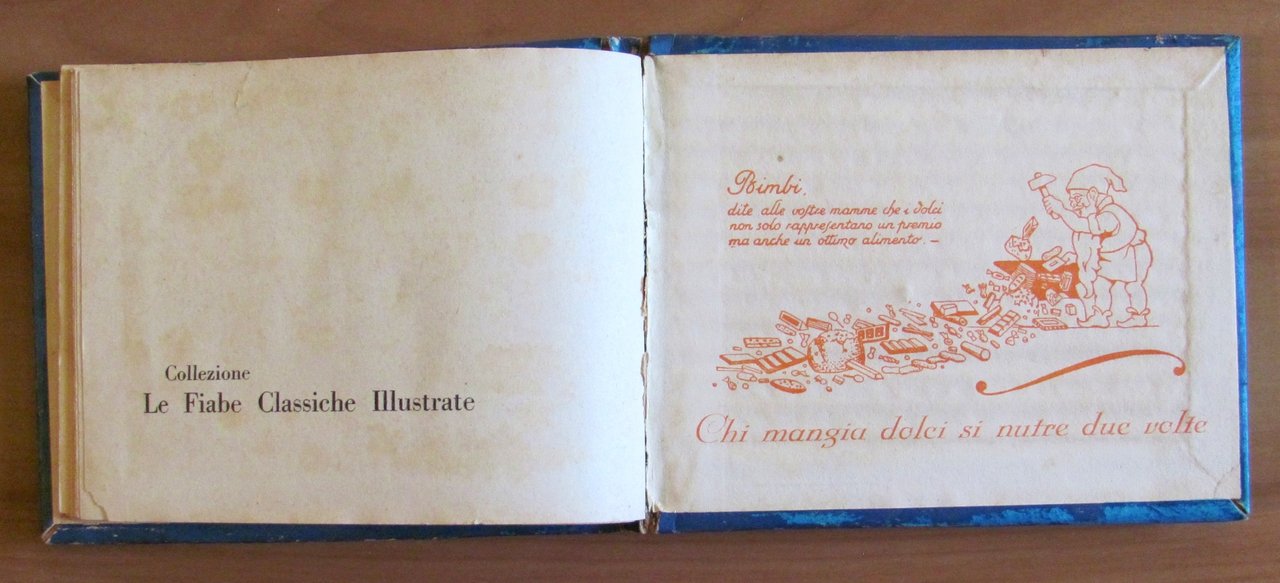 Collezione
Le Fiabe Classiche Illustrate
Bimbi,
dite alle vostre mamme che i dolci
non solo rappresentano un premio
ma anche un ottimo alimento. —
Chi mangia dolci si nutre due volte